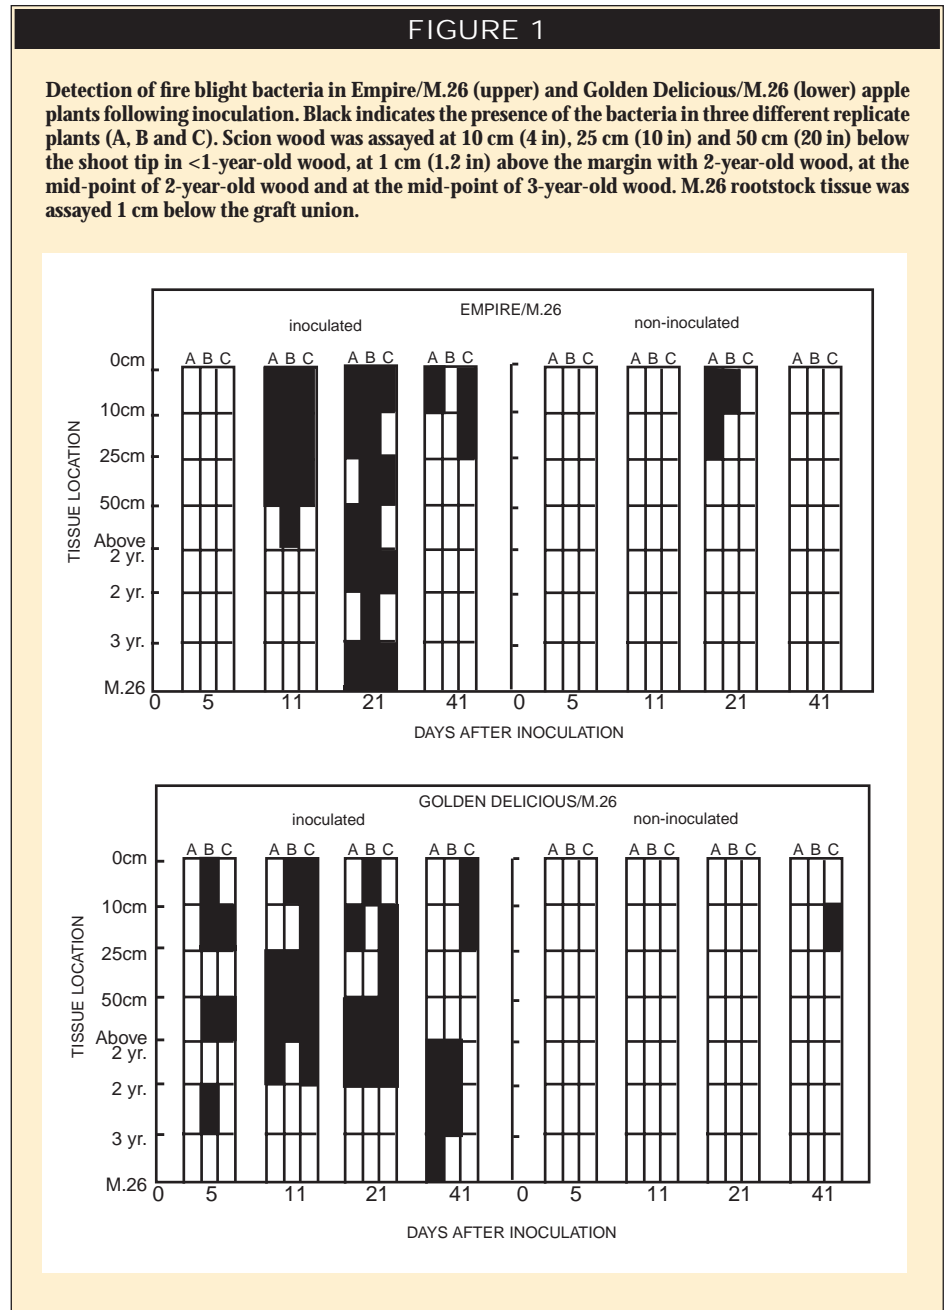 FIGURE 1
Detection of fire blight bacteria in Empire/M.26 (upper) and Golden Delicious/M.26 (lower) apple
plants following inoculation. Black indicates the presence of the bacteria in three different replicate
plants (A, B and C). Scion wood was assayed at 10 cm (4 in), 25 cm (10 in) and 50 cm (20 in) below
the shoot tip in <1-year-old wood, at 1 cm (1.2 in) above the margin with 2-year-old wood, at the
mid-point of 2-year-old wood and at the mid-point of 3-year-old wood. M.26 rootstock tissue was
assayed 1 cm below the graft union.
EMPIRE/M.26
inoculated
non-inoculated
A B C A B C A B C A B C A B C A B C A B C A B C
TISSUE LOCATION
0cm
10cm
25cm
50cm
Above
2 yr.
2 yr.
3 yr.
M.26
0 5 11 21 41 0 5 11 21 41
DAYS AFTER INOCULATION
GOLDEN DELICIOUS/M.26
inoculated
non-inoculated
A B C A B C A B C A B C A B C A B C A B C A B C
TISSUE LOCATION
0cm
10cm
25cm
50cm
Above
2 yr.
2 yr.
3 yr.
M.26
0 5 11 21 41 0 5 11 21 41
DAYS AFTER INOCULATION